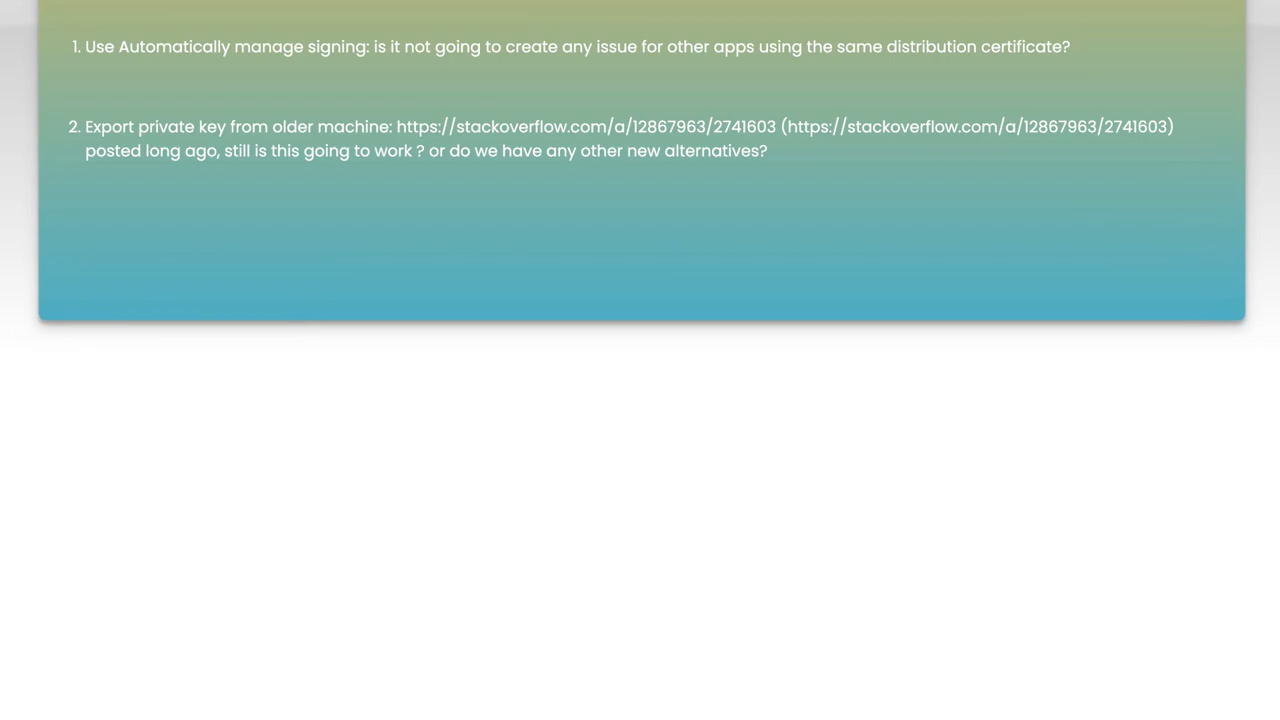 1. Use Automatically manage signing: is it not going to create any issue for other apps using the same distribution certificate?
2. Export private key from older machine: https://stackoverflow.com/a/12867963/2741603 (https://stackoverflow.com/a/12867963/2741603)
posted long ago, still is this going to work ? or do we have any other new alternatives?